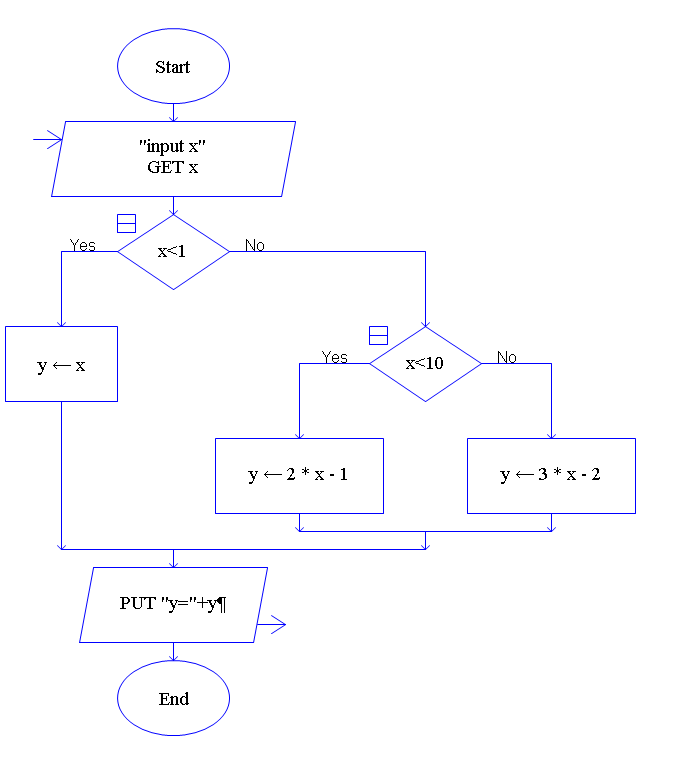 Start
"input x"
GET x
Yes
x<1
No
y ← x
Yes
x<10
No
y ← 2 * x - 1
y ← 3 * x - 2
PUT "y="+y¶
End